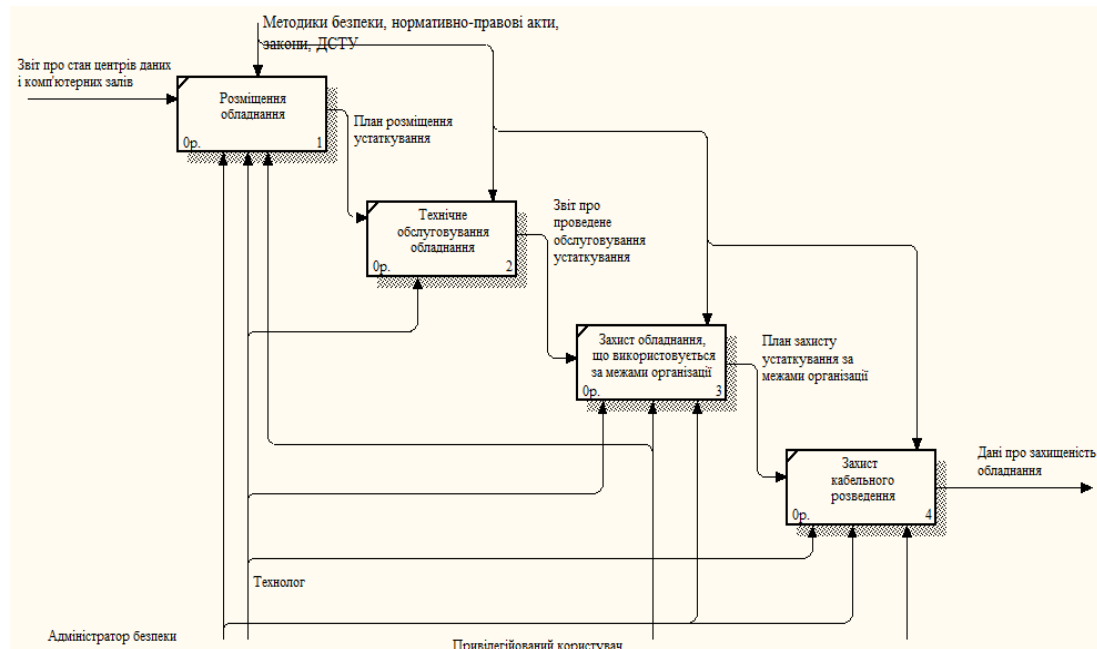 Методики безпеки, нормативно-правові акти,
закони, ДСТУ
Звіт про стан центрів даних
і комп'ютерних залів
Розміщення
обладнання
0р. 1
План розміщення
устаткування
Технічне
обслуговування
обладнання
0р. 2
Звіт про
проведене
обслуговування
устаткування
Захист обладнання,
що використовується
за межами організації
0р. 3
План захисту
устаткування за
межами організації
Захист
кабельного
розведення
0р. 4
Дані про захищеність
обладнання
Технолог
Адміністратор безпеки
Привілегійований користувач